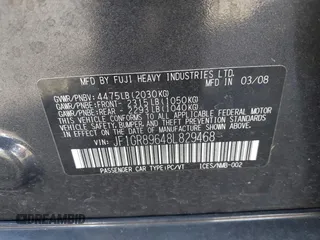 MFD. BY FUJI HEAVY INDUSTRIES LTD.
03/08
GVWR/PNBV: 4475LB (2030KG)
GAWR/PNBE: FRONT- 2315LB (1050KG)
GAWR/PNBE: REAR - 2293LB (1040KG)
THIS VEHICLE CONFORMS TO ALL APPLICABLE FEDERAL MOTOR
VEHICLE SAFETY, BUMPER, AND THEFT PREVENTION STANDARDS
IN EFFECT ON THE DATE OF MANUFACTURE SHOWN ABOVE.
VIN: JF1GR89648L829468
PASSENGER CAR TYPE:PC/VT ICES/NMB-002
© AUTOBIDMASTER